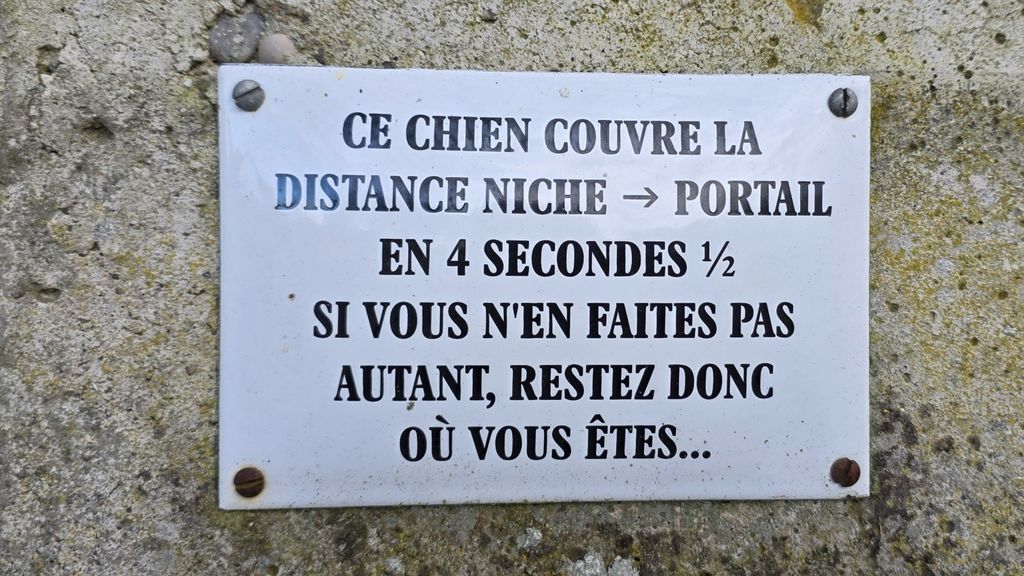 CE CHIEN COUVRE LA
DISTANCE NICHE → PORTAIL
EN 4 SECONDES ½
SI VOUS N'EN FAITES PAS
AUTANT, RESTEZ DONC
OÙ VOUS ÊTES...